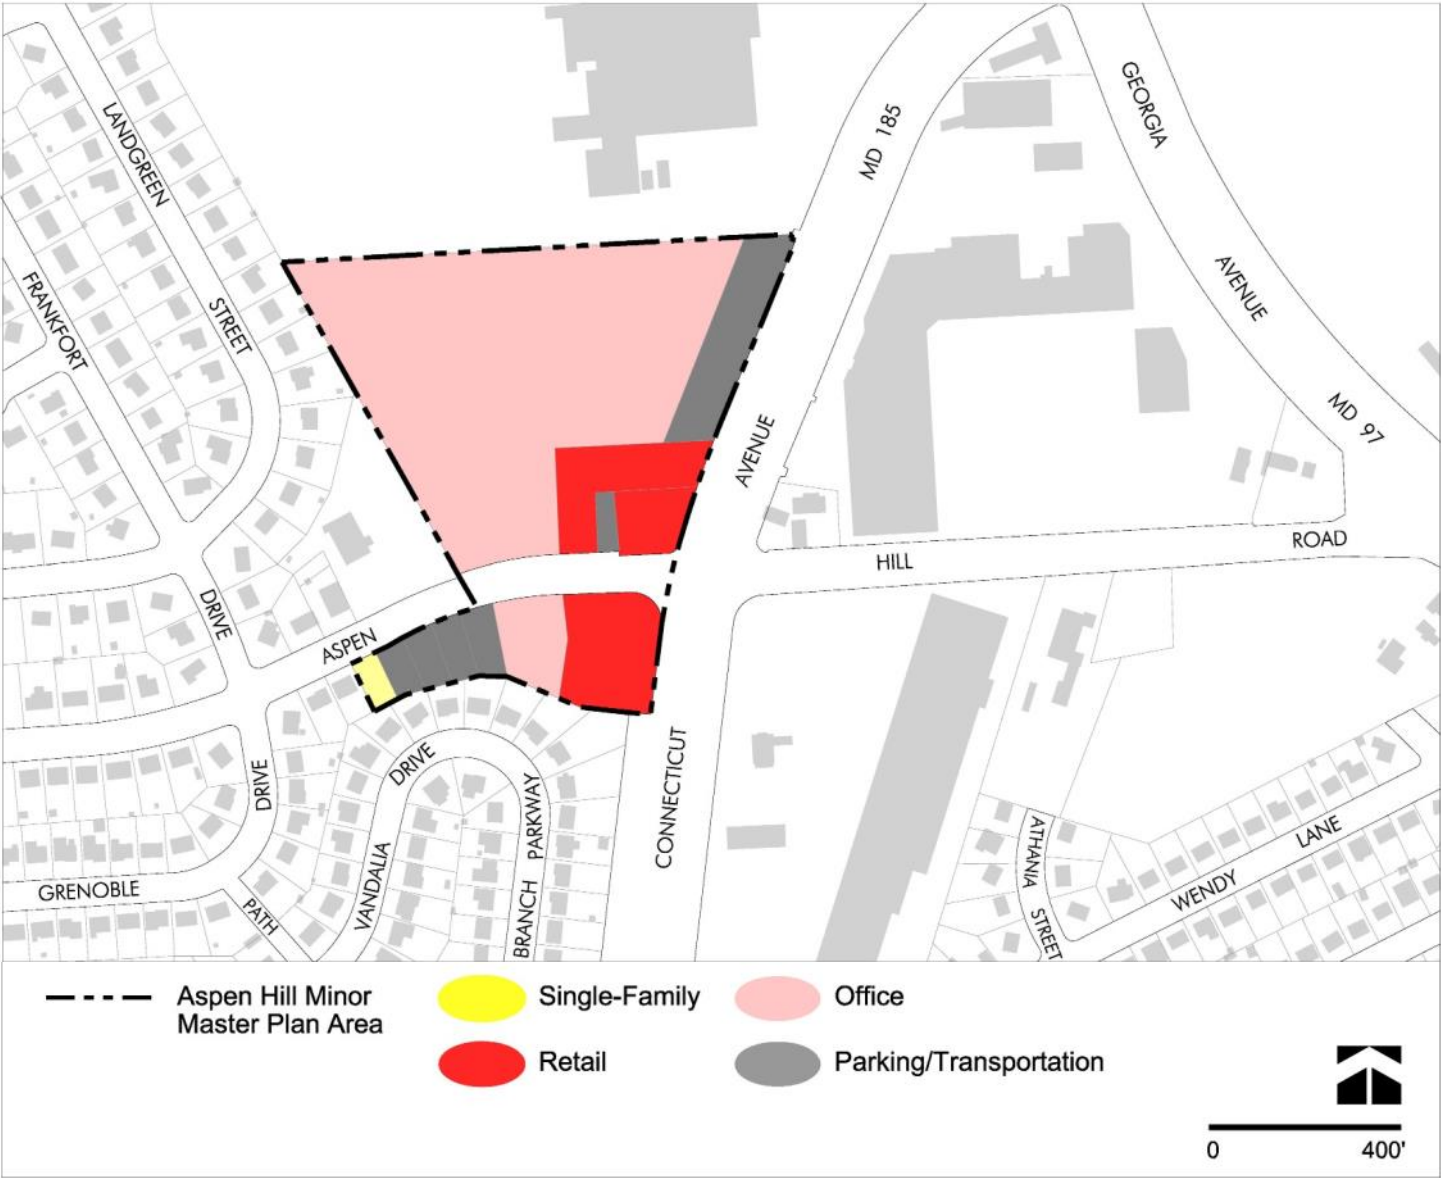 LANDGREEN
STREET
FRANKFORT
DRIVE
MD 185
GEORGIA
AVENUE
MD 97
AVENUE
HILL
ROAD
ASPEN
DRIVE
DRIVE
GRENOBLE
PATH
VANDALIA
BRANCH PARKWAY
CONNECTICUT
ATHANIA
STREET
WENDY
LANE
Aspen Hill Minor
Master Plan Area
Single-Family
Office
Retail
Parking/Transportation
0 400'